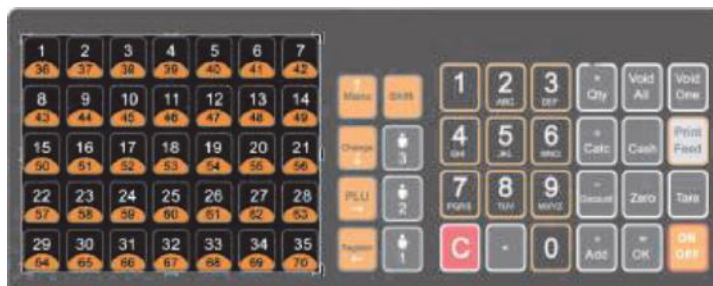 1 2 3 4 5 6 7
36 37 38 39 40 41 42
8 9 10 11 12 13 14
43 44 45 46 47 48 49
15 16 17 18 19 20 21
50 51 52 53 54 55 56
22 23 24 25 26 27 28
57 58 59 60 61 62 63
29 30 31 32 33 34 35
64 65 66 67 68 69 70
Menu Shift
Change 3
PLU 2
1
1 2 ABC 3 DEF Qty Void All Void One
4 GHI 5 JKL 6 MNO Calc Cash Print Feed
7 PQRS 8 TUV 9 WXYZ Discount Zero Tare
C 0 Add OK ON OFF